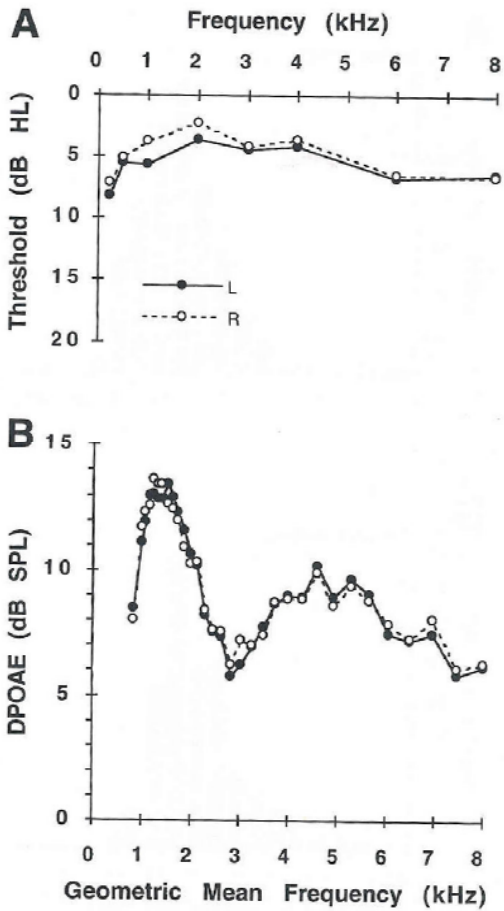 A
Frequency (kHz)
0 1 2 3 4 5 6 7 8
0
5
10
15
20
Threshold (dB HL)
L
R
B
15
10
5
0
DPOAE (dB SPL)
0 1 2 3 4 5 6 7 8
Geometric Mean Frequency (kHz)